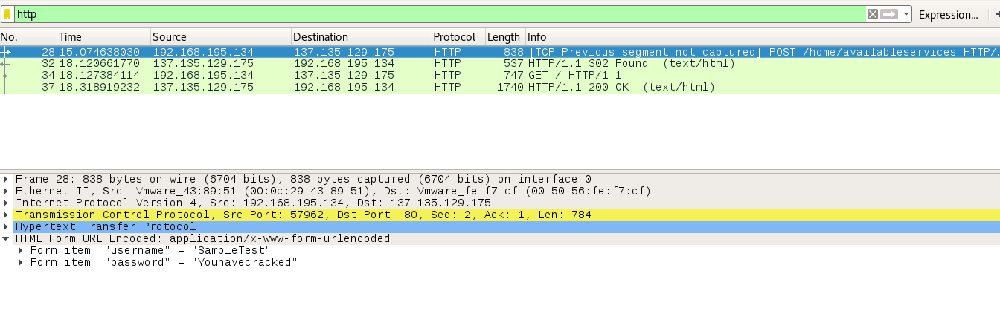 http Expression... +
No. Time Source Destination Protocol Length Info
28 15.074638030 192.168.195.134 137.135.129.175 HTTP 838 [TCP Previous segment not captured] POST /home/availableservices HTTP/.
32 18.120661770 137.135.129.175 192.168.195.134 HTTP 537 HTTP/1.1 302 Found (text/html)
34 18.127384114 192.168.195.134 137.135.129.175 HTTP 747 GET / HTTP/1.1
37 18.318919232 137.135.129.175 192.168.195.134 HTTP 1740 HTTP/1.1 200 OK (text/html)
Frame 28: 838 bytes on wire (6704 bits), 838 bytes captured (6704 bits) on interface 0
Ethernet II, Src: Vmware_43:89:51 (00:0c:29:43:89:51), Dst: Vmware_fe:f7:cf (00:50:56:fe:f7:cf)
Internet Protocol Version 4, Src: 192.168.195.134, Dst: 137.135.129.175
Transmission Control Protocol, Src Port: 57962, Dst Port: 80, Seq: 2, Ack: 1, Len: 784
Hypertext Transfer Protocol
HTML Form URL Encoded: application/x-www-form-urlencoded
Form item: "username" = "SampleTest"
Form item: "password" = "Youhavecracked"